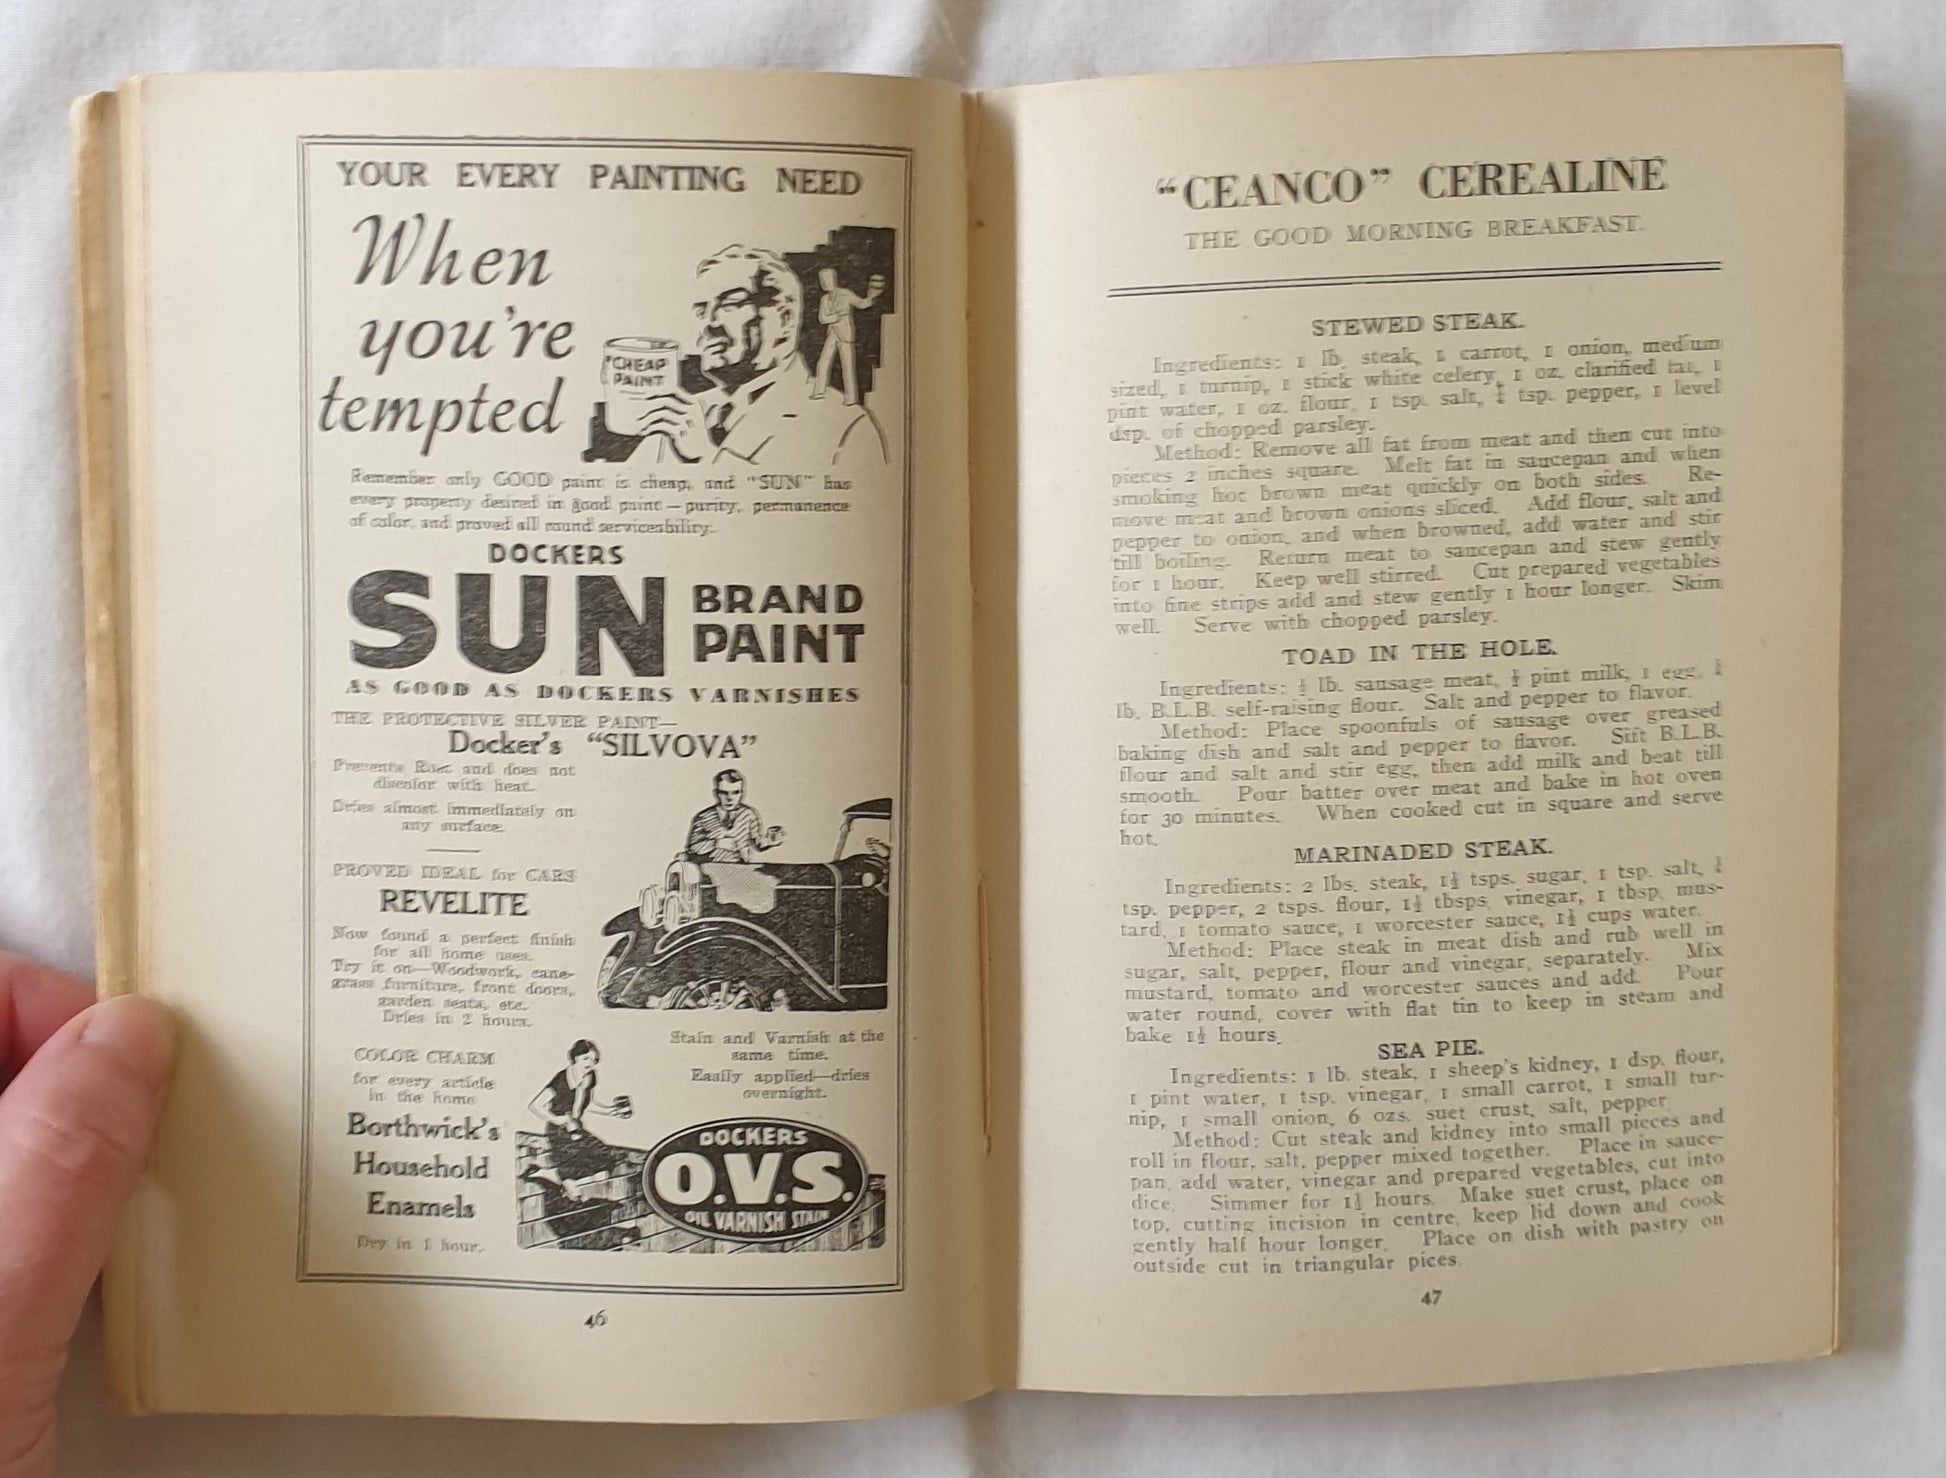 YOUR EVERY PAINTING NEED
When
you're
tempted
CHEAP
PAINT
Remember only GOOD paint is cheap, and "SUN" has
every property desired in good paint—purity, permanence
of color, and proved all round serviceability.
DOCKERS
SUN BRAND
PAINT
AS GOOD AS DOCKERS VARNISHES
THE PROTECTIVE SILVER PAINT—
Docker's "SILVOVA"
Prevents Rust and does not
discolor with heat.
Dries almost immediately on
any surface.
PROVED IDEAL for CARS
REVELITE
Now found a perfect finish
for all home uses.
Try it on—Woodwork, cane-
grass furniture, front doors,
garden seats, etc.
Dries in 2 hours.
COLOR CHARM
for every article
in the home
Borthwick's
Household
Enamels
Dry in 1 hour.
Stain and Varnish at the
same time.
Easily applied—dries
overnight.
DOCKERS
O.V.S.
OIL VARNISH STAIN
46
"CEANCO" CEREALINE
THE GOOD MORNING BREAKFAST.
STEWED STEAK.
Ingredients: 1 lb. steak, 1 carrot, 1 onion, medium
sized, 1 turnip, 1 stick white celery, 1 oz. clarified fat, 1
pint water, 1 oz. flour, 1 tsp. salt, tsp. pepper, 1 level
dsp. of chopped parsley.
Method: Remove all fat from meat and then cut into
pieces 2 inches square. Melt fat in saucepan and when
smoking hot brown meat quickly on both sides. Re-
move meat and brown onions sliced. Add flour, salt and
pepper to onion, and when browned, add water and stir
till boiling. Return meat to saucepan and stew gently
for 1 hour. Keep well stirred. Cut prepared vegetables
into fine strips add and stew gently 1 hour longer. Skim
well. Serve with chopped parsley.
TOAD IN THE HOLE.
Ingredients: ½ lb. sausage meat, ½ pint milk, 1 egg,
lb. B.L.B. self-raising flour. Salt and pepper to flavor.
Method: Place spoonfuls of sausage over greased
baking dish and salt and pepper to flavor. Sift B.L.B.
flour and salt and stir egg, then add milk and beat till
smooth. Pour batter over meat and bake in hot oven
for 30 minutes. When cooked cut in square and serve
hot.
MARINADED STEAK.
Ingredients: 2 lbs. steak, 1½ tsps. sugar, 1 tsp. salt,
tsp. pepper, 2 tsps. flour, 1½ tbsps. vinegar, 1 tbsp. mus-
tard, 1 tomato sauce, 1 worcester sauce, 1½ cups water.
Method: Place steak in meat dish and rub well in
sugar, salt, pepper, flour and vinegar, separately. Mix
mustard, tomato and worcester sauces and add. Pour
water round, cover with flat tin to keep in steam and
bake 1½ hours.
SEA PIE.
Ingredients: 1 lb. steak, 1 sheep's kidney, 1 dsp. flour,
1 pint water, 1 tsp. vinegar, 1 small carrot, 1 small tur-
nip, 1 small onion, 6 ozs. suet crust, salt, pepper.
Method: Cut steak and kidney into small pieces and
roll in flour, salt, pepper mixed together. Place in sauce-
pan, add water, vinegar and prepared vegetables, cut into
dice. Simmer for 1½ hours. Make suet crust, place on
top, cutting incision in centre, keep lid down and cook
gently half hour longer. Place on dish with pastry on
outside cut in triangular pices.
47